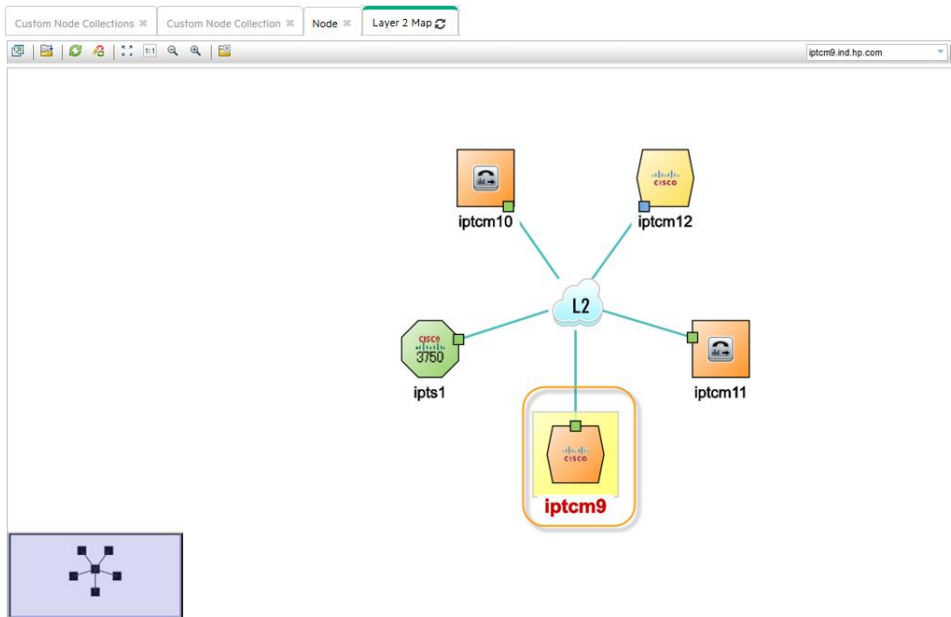 Custom Node Collections
Custom Node Collection
Node
Layer 2 Map
1:1
iptcm9.ind.hp.com
iptcm10
CISCO
iptcm12
L2
CISCO
3750
ipts1
iptcm11
CISCO
iptcm9